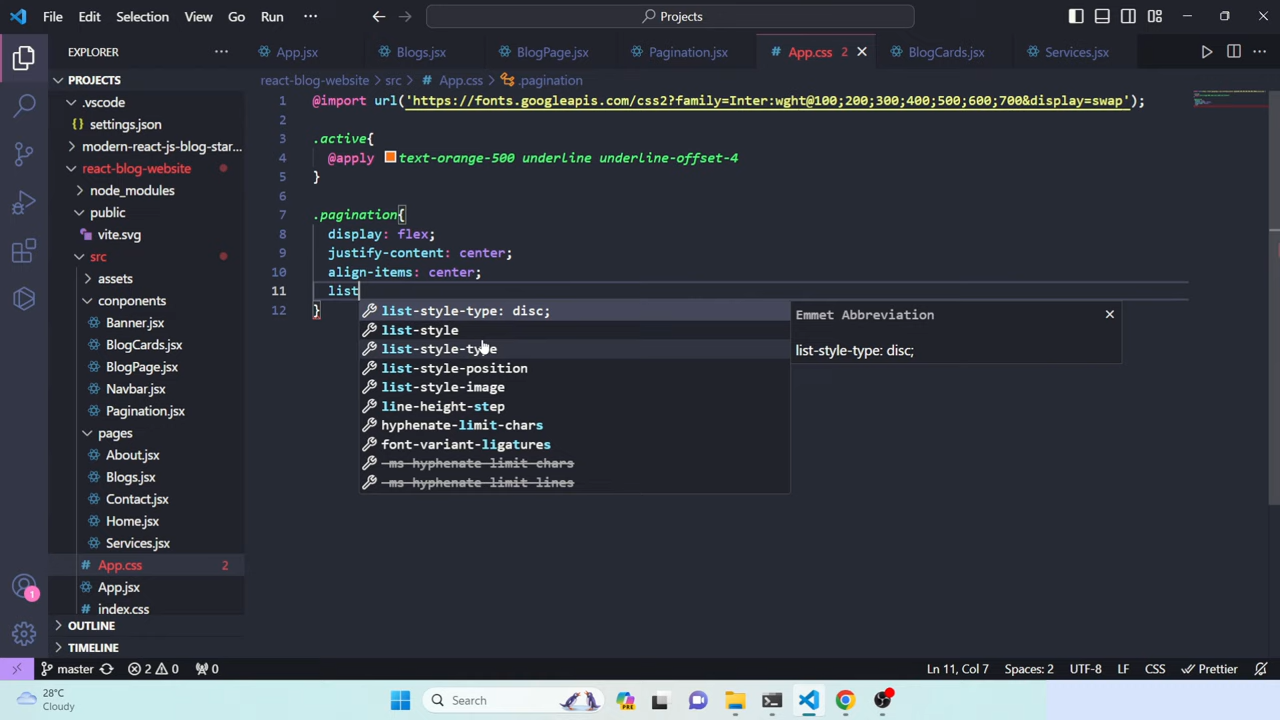 File Edit Selection View Go Run ··· Projects
EXPLORER ···
App.jsx Blogs.jsx BlogPage.jsx Pagination.jsx App.css 2 BlogCards.jsx Services.jsx
PROJECTS
react-blog-website > src > # App.css > .pagination
.vscode
settings.json
modern-react-js-blog-star...
react-blog-website
node_modules
public
vite.svg
src
assets
conponents
Banner.jsx
BlogCards.jsx
BlogPage.jsx
Navbar.jsx
Pagination.jsx
pages
About.jsx
Blogs.jsx
Contact.jsx
Home.jsx
Services.jsx
# App.css 2
App.jsx
# index.css
OUTLINE
TIMELINE
1 @import url('https://fonts.googleapis.com/css2?family=Inter:wght@100;200;300;400;500;600;700&display=swap');
2
3 .active{
4 @apply text-orange-500 underline underline-offset-4
5 }
6
7 .pagination{
8 display: flex;
9 justify-content: center;
10 align-items: center;
11 list
12 }
list-style-type: disc;
list-style
list-style-type
list-style-position
list-style-image
line-height-step
hyphenate-limit-chars
font-variant-ligatures
-ms-hyphenate-limit-chars
-ms-hyphenate-limit-lines
Emmet Abbreviation
list-style-type: disc;
1
master 2 0 0 Ln 11, Col 7 Spaces: 2 UTF-8 LF CSS Prettier
28°C
Cloudy
Search
PRE